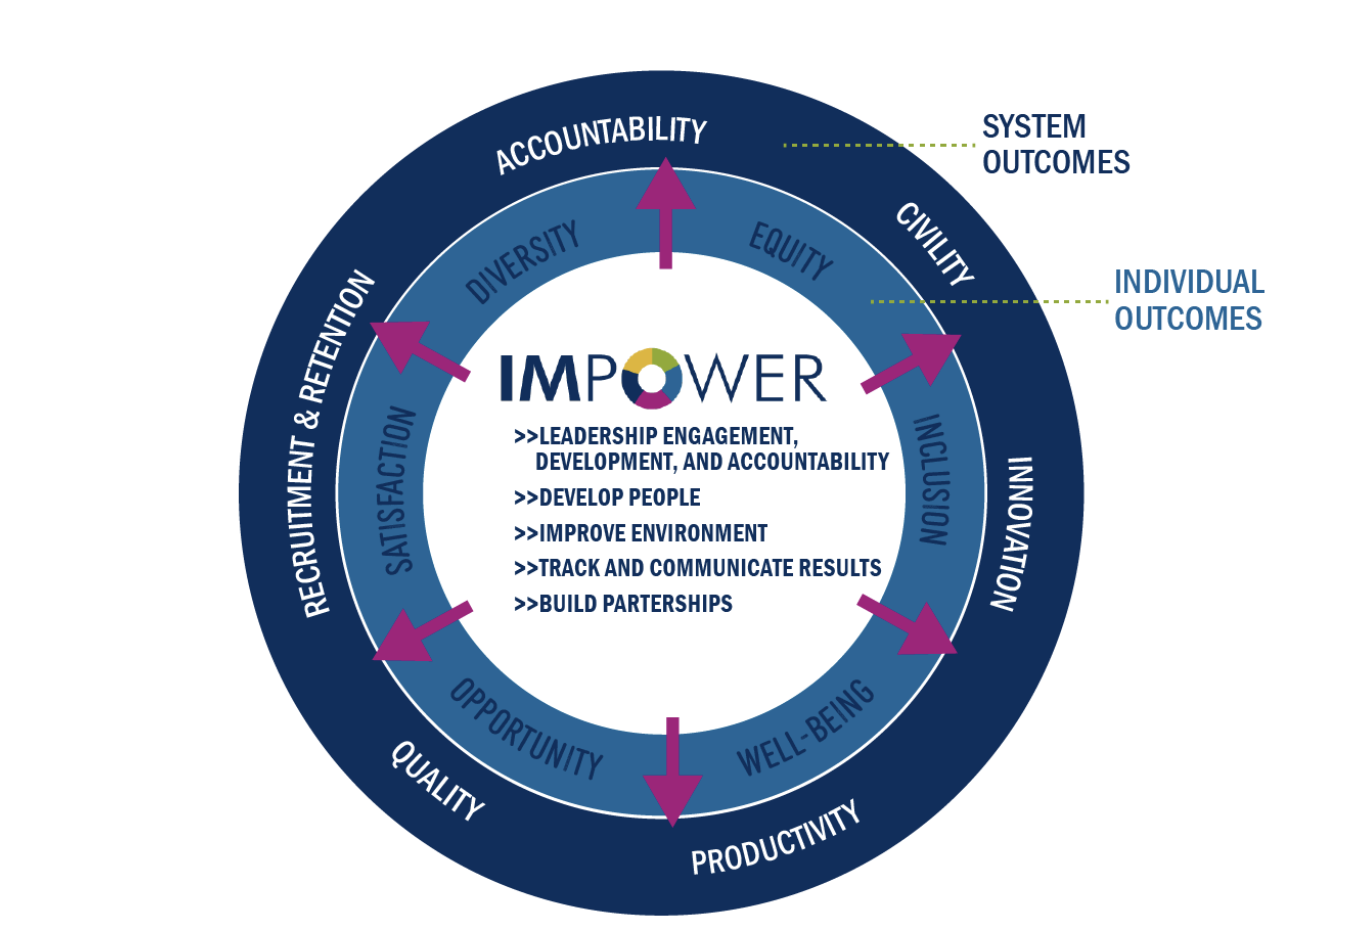 ACCOUNTABILITY
SYSTEM
OUTCOMES
CIVILITY
DIVERSITY
EQUITY
INDIVIDUAL
OUTCOMES
RECRUITMENT & RETENTION
IMPOWER
>>LEADERSHIP ENGAGEMENT,
DEVELOPMENT, AND ACCOUNTABILITY
>>DEVELOP PEOPLE
>>IMPROVE ENVIRONMENT
>>TRACK AND COMMUNICATE RESULTS
>>BUILD PARTERSHIPS
SATISFACTION
INCLUSION
INNOVATION
OPPORTUNITY
WELL-BEING
QUALITY
PRODUCTIVITY